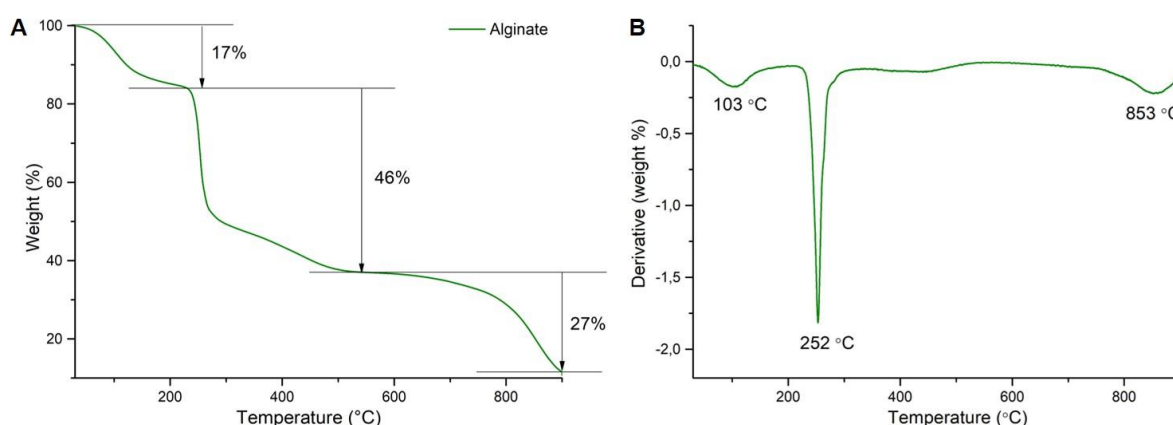 A
Alginate
Weight (%)
100
80
60
40
20
17%
46%
27%
200
400
600
800
Temperature (°C)
B
Derivative (weight %)
0,0
-0,5
-1,0
-1,5
-2,0
103 °C
252 °C
853 °C
200
400
600
800
Temperature (°C)